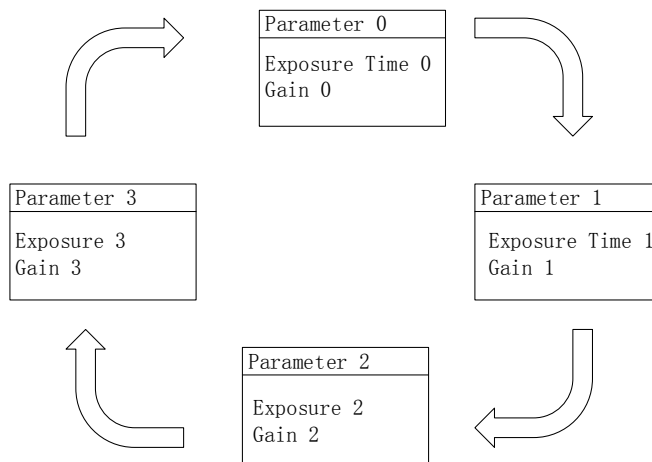 Parameter 0
Exposure Time 0
Gain 0
Parameter 3
Exposure 3
Gain 3
Parameter 1
Exposure Time 1
Gain 1
Parameter 2
Exposure 2
Gain 2